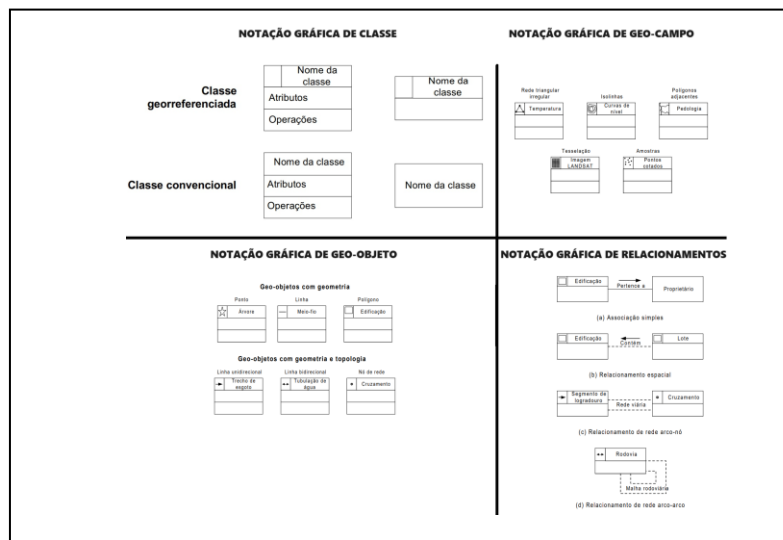 NOTAÇÃO GRÁFICA DE CLASSE
Classe
georreferenciada
Nome da
classe
Atributos
Operações
Nome da
classe
Classe convencional
Nome da classe
Atributos
Operações
Nome da classe
NOTAÇÃO GRÁFICA DE GEO-CAMPO
Rede triangular
irregular
Temperatura
Isolinhas
Curvas de
nível
Polígonos
adjacentes
Pedologia
Tesselação
Imagem
LANDSAT
Amostras
Pontos
cotados
NOTAÇÃO GRÁFICA DE GEO-OBJETO
Geo-objetos com geometria
Ponto
Árvore
Linha
Meio-fio
Polígono
Edificação
Geo-objetos com geometria e topologia
Linha unidirecional
Trecho de
esgoto
Linha bidirecional
Tubulação de
água
Nó de rede
Cruzamento
NOTAÇÃO GRÁFICA DE RELACIONAMENTOS
Edificação
Pertence a
Proprietário
(a) Associação simples
Edificação
Contém
Lote
(b) Relacionamento espacial
Segmento de
logradouro
Rede viária
Cruzamento
(c) Relacionamento de rede arco-nó
Rodovia
Malha rodoviária
(d) Relacionamento de rede arco-arco